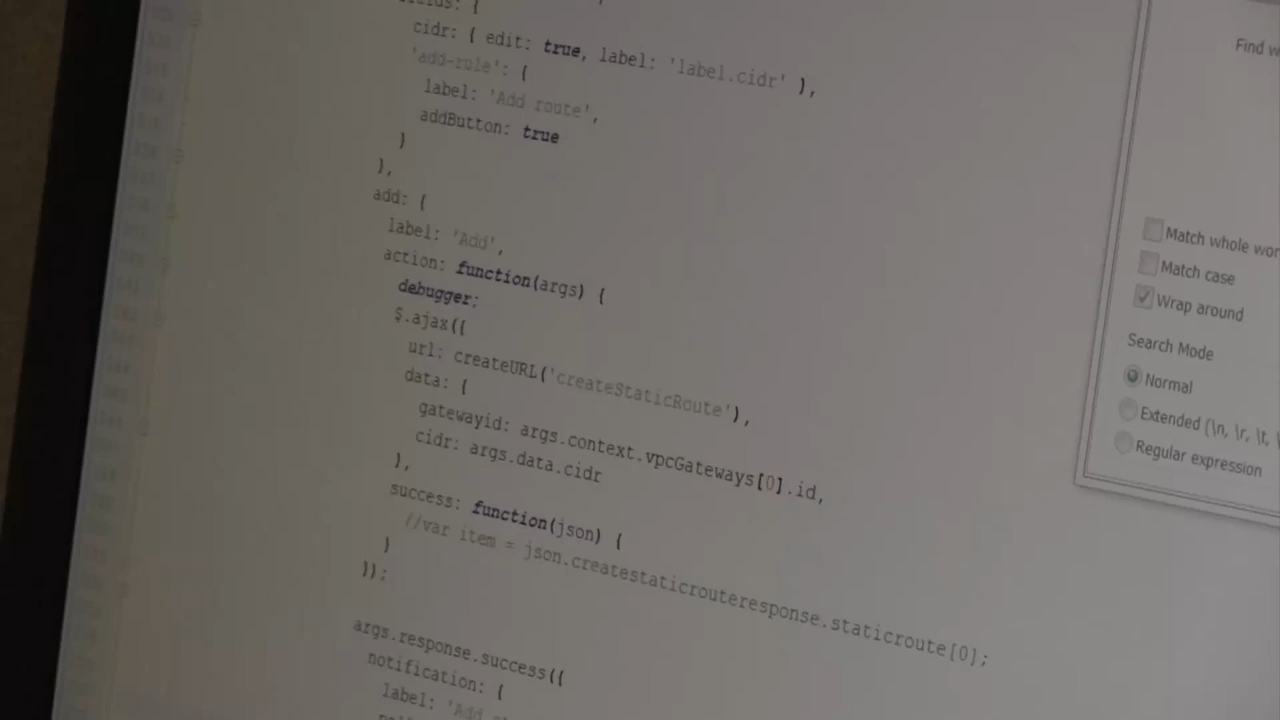 cidr: { edit: true, label: 'label.cidr' },
'add-rule': {
label: 'Add route',
addButton: true
}
},
add: {
label: 'Add',
action: function(args) {
debugger;
$.ajax({
url: createURL('createStaticRoute'),
data: {
gatewayid: args.context.vpcGateways[0].id,
cidr: args.data.cidr
},
success: function(json) {
//var item = json.createstaticrouteresponse.staticroute[0];
}
});
args.response.success({
notification: {
label: 'Add
Find
Match whole
Match case
Wrap around
Search Mode
Normal
Extended (\n, \r, \t,
Regular expression